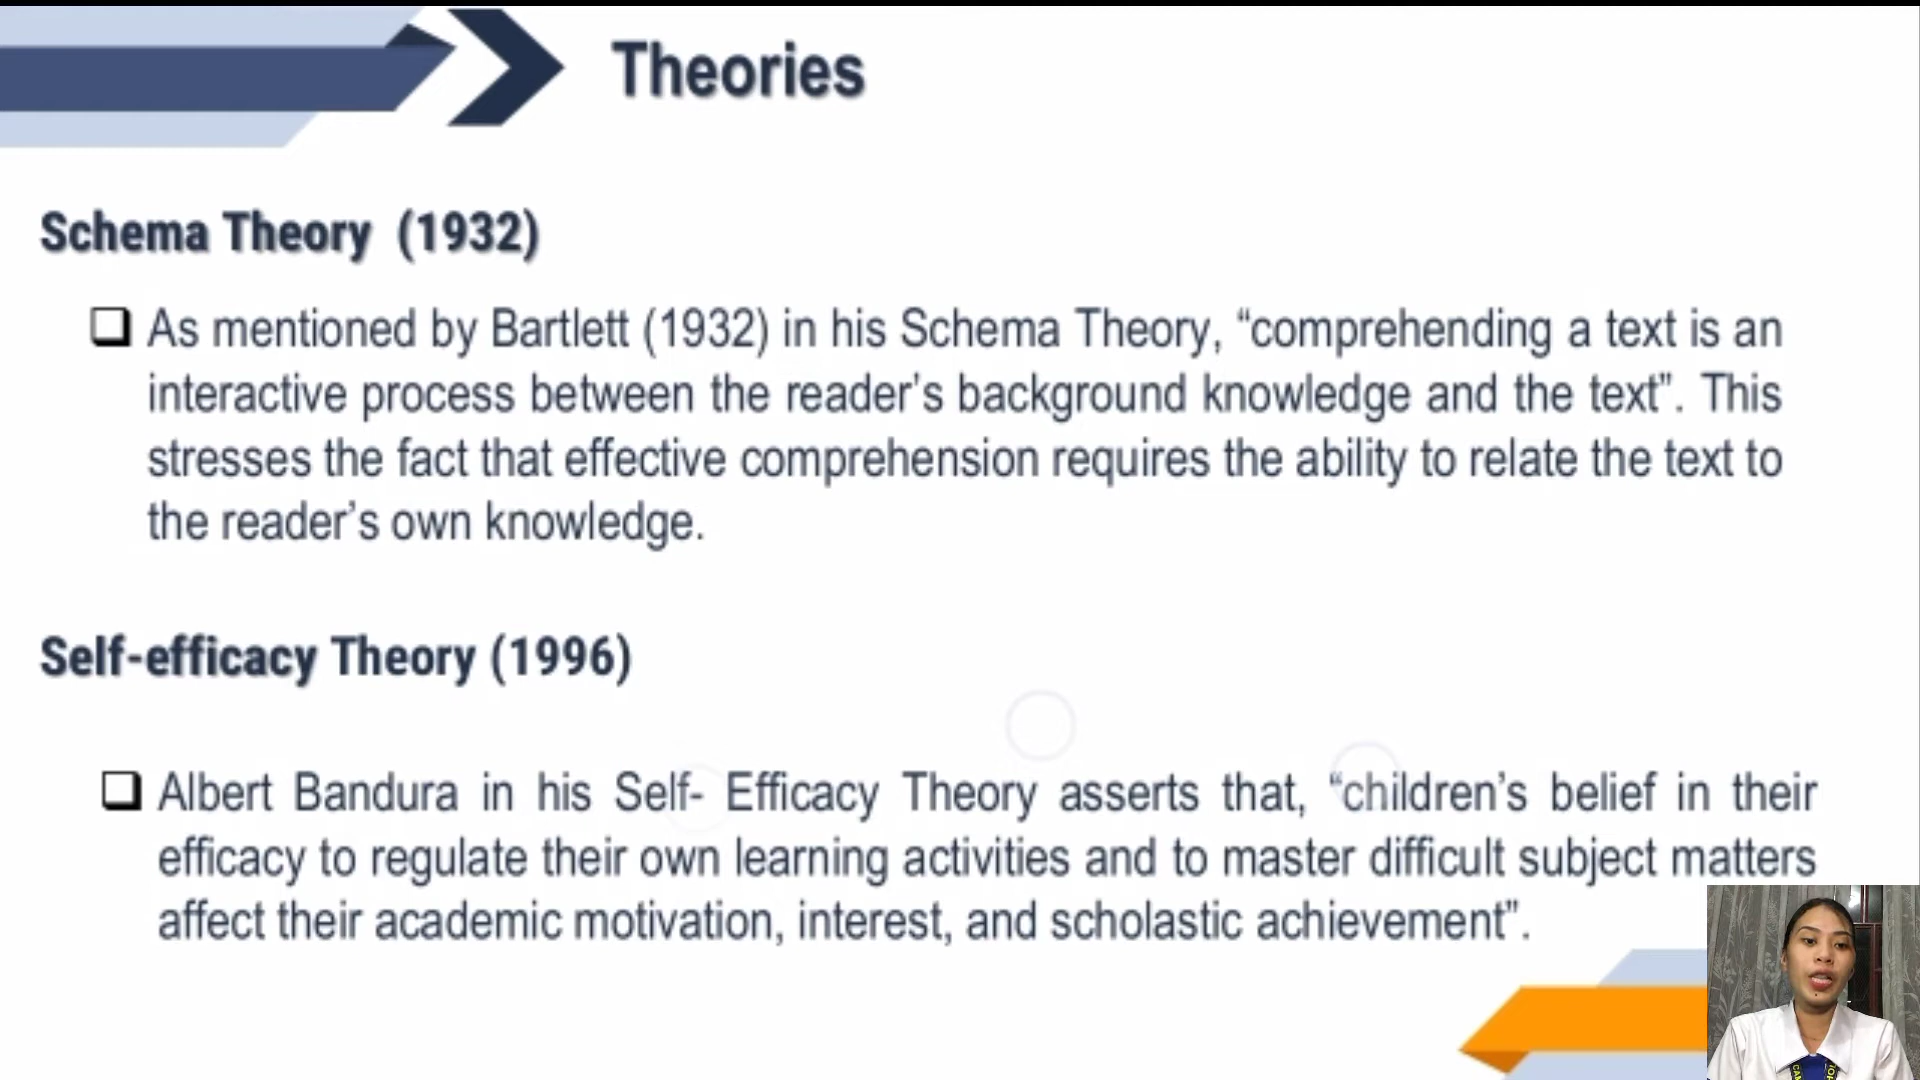 Theories
Schema Theory (1932)
As mentioned by Bartlett (1932) in his Schema Theory, “comprehending a text is an
interactive process between the reader’s background knowledge and the text”. This
stresses the fact that effective comprehension requires the ability to relate the text to
the reader’s own knowledge.
Self-efficacy Theory (1996)
Albert Bandura in his Self- Efficacy Theory asserts that, “children’s belief in their
efficacy to regulate their own learning activities and to master difficult subject matters
affect their academic motivation, interest, and scholastic achievement”.